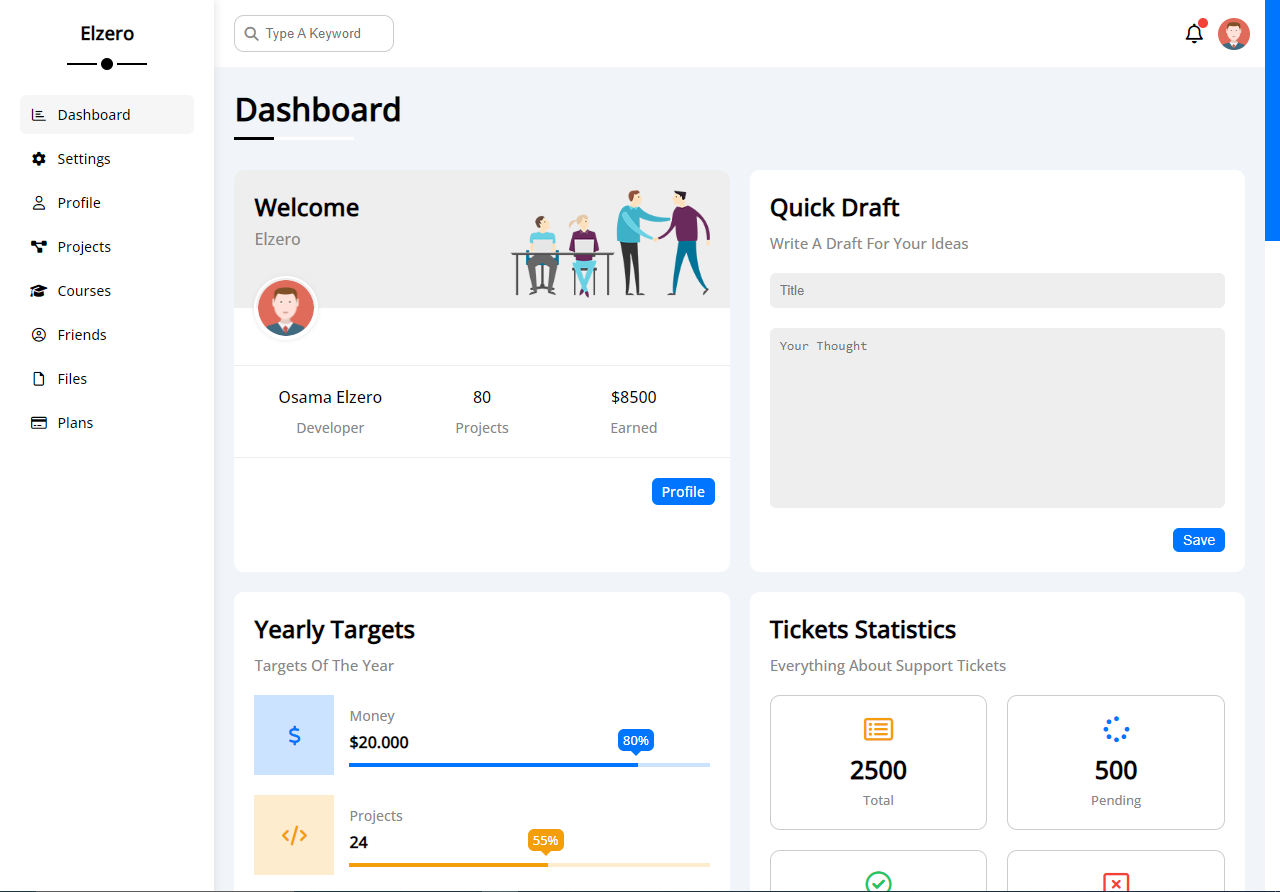 Elzero
Type A Keyword
Dashboard
Settings
Profile
Projects
Courses
Friends
Files
Plans
Dashboard
Welcome
Elzero
Osama Elzero
80
$8500
Developer
Projects
Earned
Profile
Quick Draft
Write A Draft For Your Ideas
Title
Your Thought
Save
Yearly Targets
Targets Of The Year
Money
$20.000
80%
Projects
24
55%
Tickets Statistics
Everything About Support Tickets
2500
Total
500
Pending